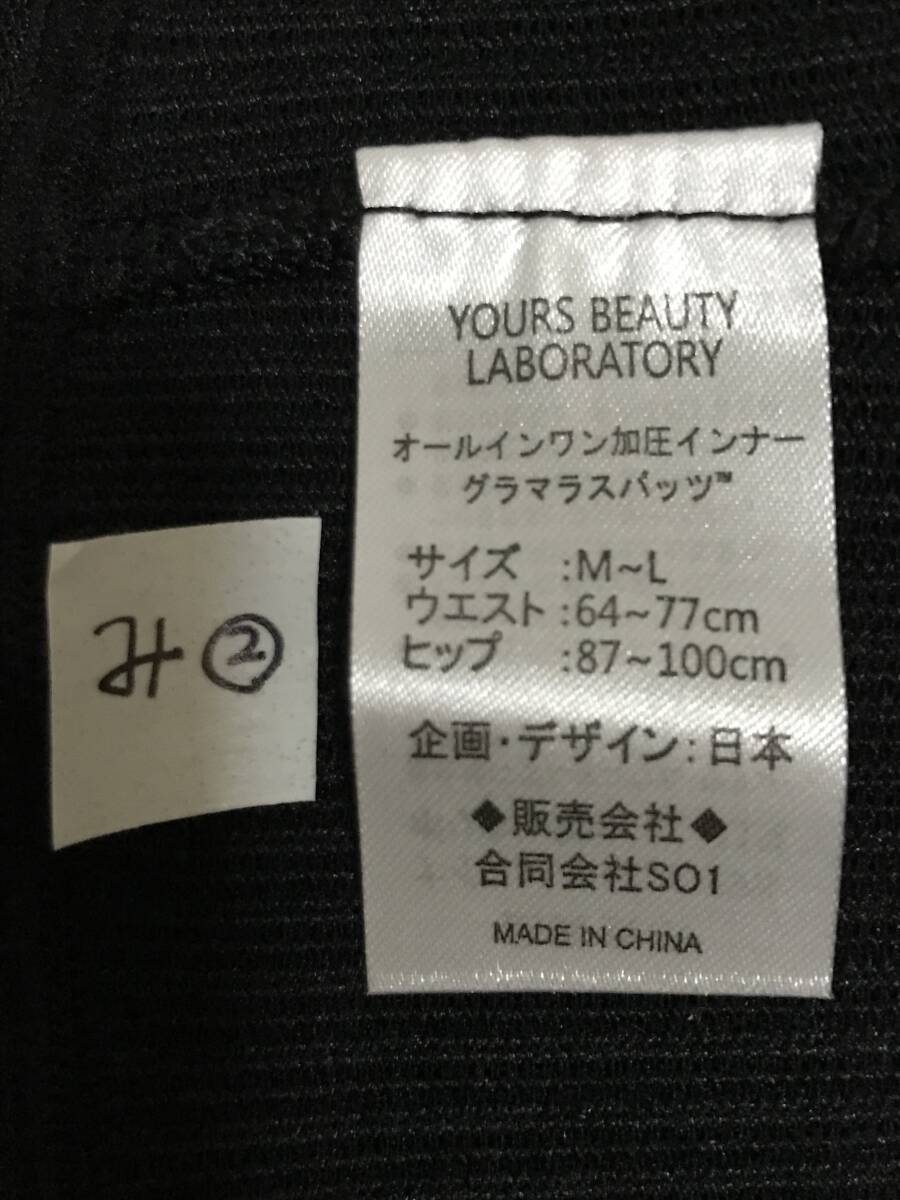 YOURS BEAUTY
LABORATORY
オールインワン加圧インナー
グラマラスパッツ™
サイズ :M~L
ウエスト:64~77cm
ヒップ :87~100cm
企画・デザイン:日本
◆販売会社◆
合同会社SO1
MADE IN CHINA
み②